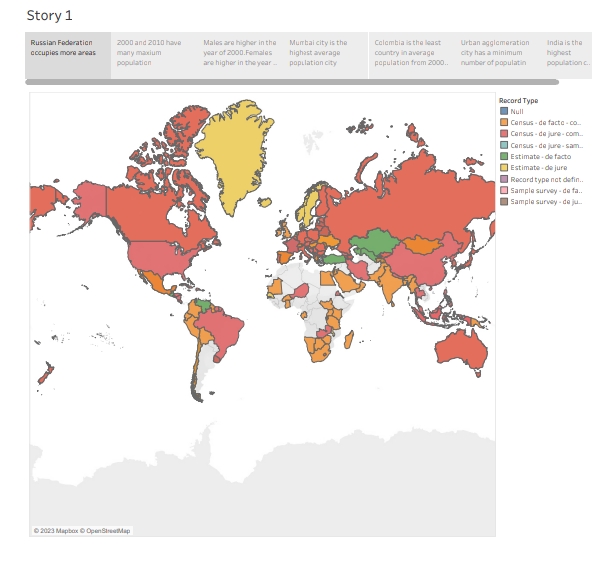 Story 1
Russian Federation
occupies more areas
2000 and 2010 have
many maxium
population
Males are higher in the
year of 2000.Females
are higher in the year ..
Mumbai city is the
highest average
population city
Colombia is the least
country in average
population from 2000..
Urban agglomeration
city has a minimum
number of populatin
India is the
highest
population c..
Record Type
Null
Census - de facto - co..
Census - de jure - com..
Census - de jure - sam..
Estimate - de facto
Estimate - de jure
Record type not defin..
Sample survey - de fa..
Sample survey - de ju..
© 2023 Mapbox © OpenStreetMap